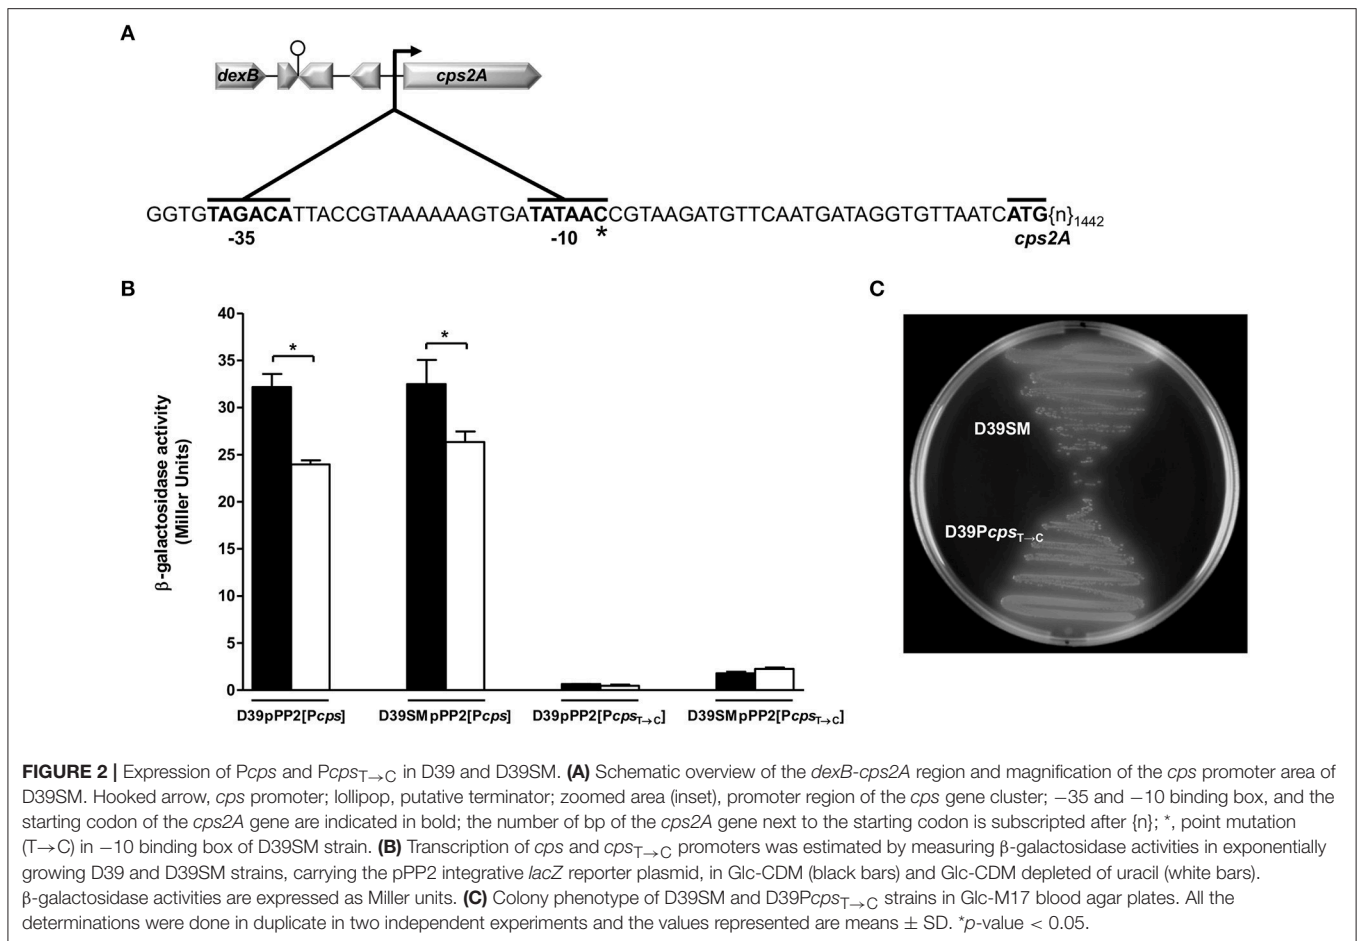 A
dexB
cps2A
GGTGTAGACATTACCGTAAAAAAGTGATATAACCGTAAGATGTTCAATGATAGGTGTTAATCATG{n}1442
-35
-10
*
cps2A
B
40
35
30
25
20
15
10
5
0
β-galactosidase activity
(Miller Units)
*
*
D39pPP2[Pcps]
D39SMpPP2[Pcps]
D39pPP2[PcpsT→C]
D39SMpPP2[PcpsT→C]
C
D39SM
D39PcpsT→C
FIGURE 2 | Expression of Pcps and PcpsT→C in D39 and D39SM. (A) Schematic overview of the dexB-cps2A region and magnification of the cps promoter area of
D39SM. Hooked arrow, cps promoter; lollipop, putative terminator; zoomed area (inset), promoter region of the cps gene cluster; −35 and −10 binding box, and the
starting codon of the cps2A gene are indicated in bold; the number of bp of the cps2A gene next to the starting codon is subscripted after {n}; *, point mutation
(T→C) in −10 binding box of D39SM strain. (B) Transcription of cps and cpsT→C promoters was estimated by measuring β-galactosidase activities in exponentially
growing D39 and D39SM strains, carrying the pPP2 integrative lacZ reporter plasmid, in Glc-CDM (black bars) and Glc-CDM depleted of uracil (white bars).
β-galactosidase activities are expressed as Miller units. (C) Colony phenotype of D39SM and D39PcpsT→C strains in Glc-M17 blood agar plates. All the
determinations were done in duplicate in two independent experiments and the values represented are means ± SD. *p-value < 0.05.